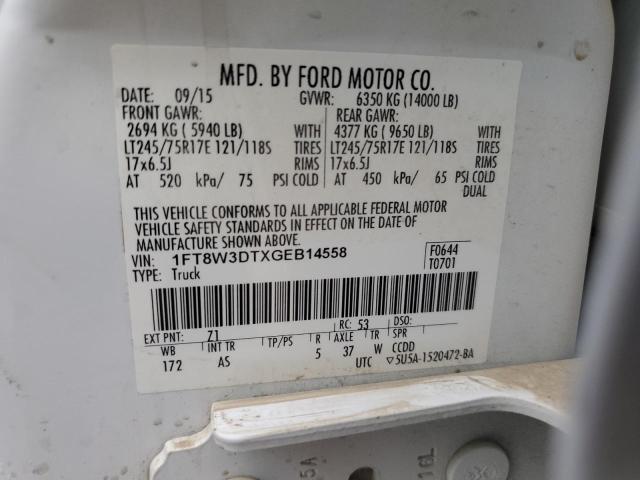 MFD. BY FORD MOTOR CO.
DATE: 09/15 GVWR: 6350 KG (14000 LB)
FRONT GAWR: REAR GAWR:
2694 KG ( 5940 LB) WITH 4377 KG ( 9650 LB) WITH
LT245/75R17E 121/118S TIRES LT245/75R17E 121/118S TIRES
17x6.5J RIMS 17x6.5J RIMS
AT 520 kPa/ 75 PSI COLD AT 450 kPa/ 65 PSI COLD
DUAL
THIS VEHICLE CONFORMS TO ALL APPLICABLE FEDERAL MOTOR
VEHICLE SAFETY STANDARDS IN EFFECT ON THE DATE OF
MANUFACTURE SHOWN ABOVE.
VIN: 1FT8W3DTXGEB14558 F0644
TYPE: Truck T0701
EXT PNT: Z1 RC: 53 DSO:
WB INT TR TP/PS R AXLE TR SPR
172 AS 5 37 W CCDD
UTC ▽5U5A-1520472-BA
5A 16L